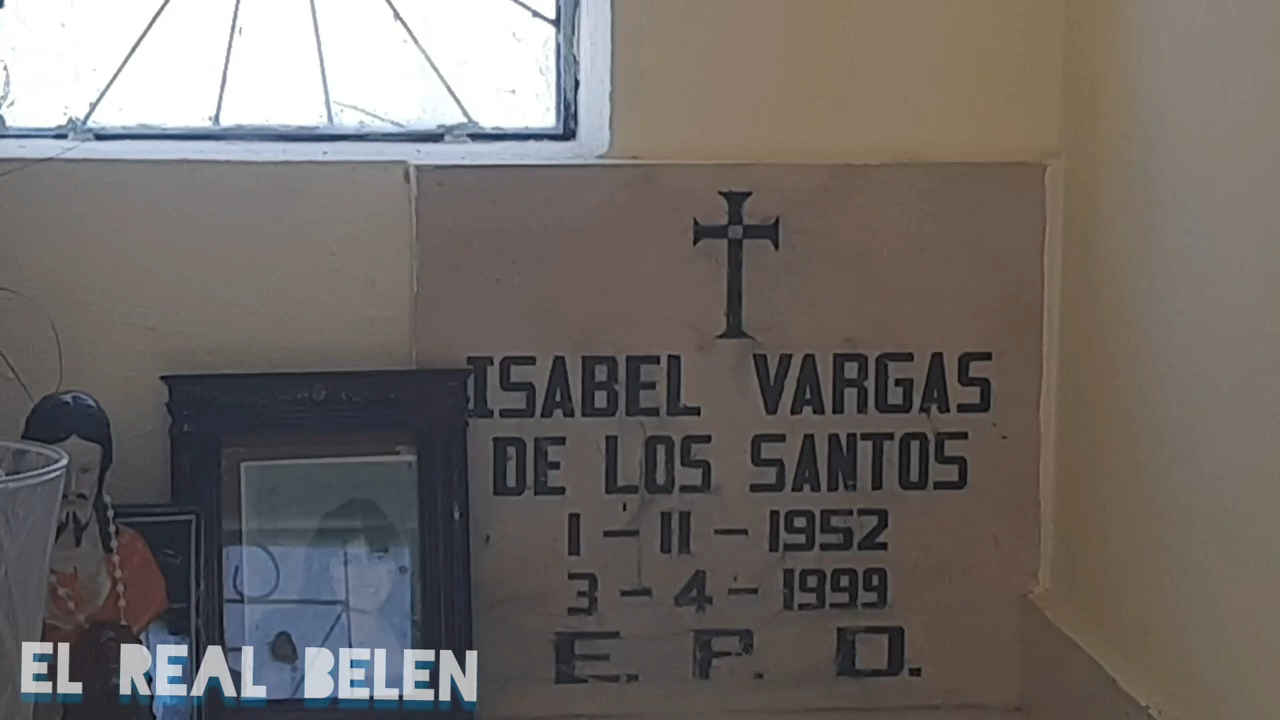 ISABEL VARGAS
DE LOS SANTOS
1-11-1952
3-4-1999
E. P. D.
EL REAL BELEN